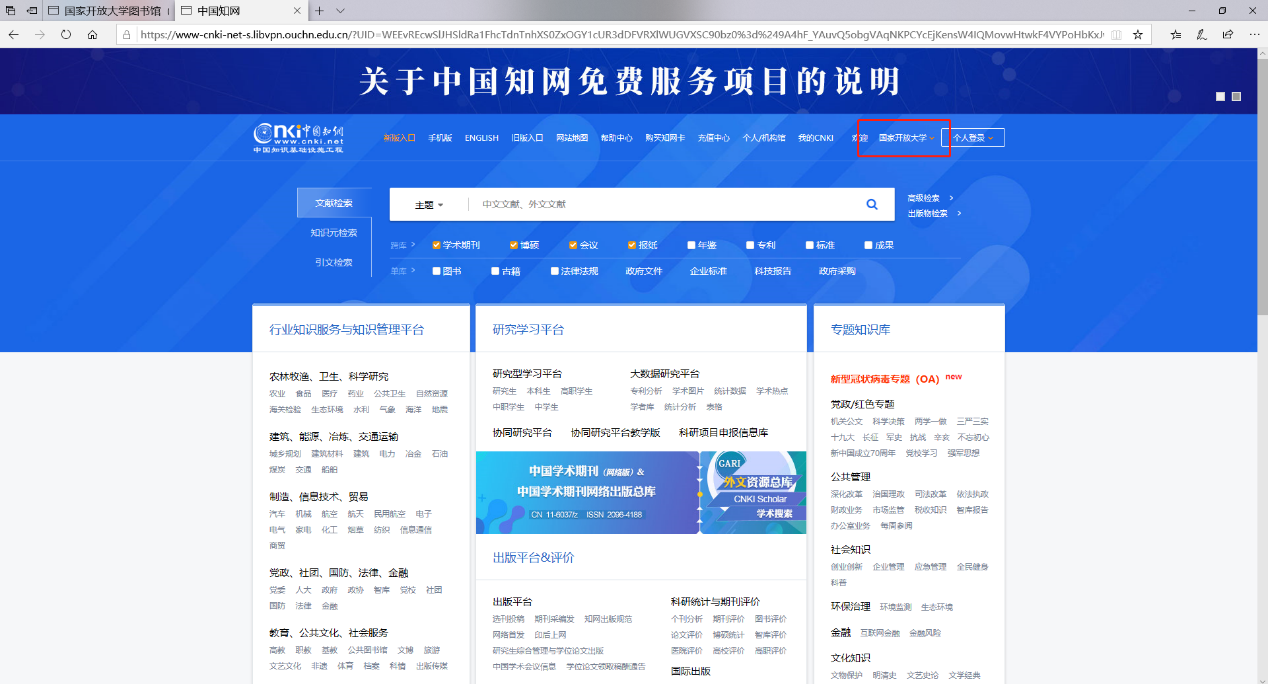 国家开放大学图书馆
中国知网
https://www-cnki-net-s.libvpn.ouchn.edu.cn/
关于中国知网免费服务项目的说明
cnki中国知网
www.cnki.net
中国知识基础设施工程
新版入口 手机版 ENGLISH 旧版入口 网站地图 帮助中心 购买知网卡 充值中心 个人/机构馆 我的CNKI 欢迎 国家开放大学 个人登录
文献检索
知识元检索
引文检索
主题 中文文献、外文文献
高级检索 >
出版物检索 >
跨库 > 学术期刊 博硕 会议 报纸 年鉴 专利 标准 成果
单库 > 图书 古籍 法律法规 政府文件 企业标准 科技报告 政府采购
行业知识服务与知识管理平台
农林牧渔、卫生、科学研究
农业 食品 医疗 药业 公共卫生 自然资源
海关检验 生态环境 水利 气象 海洋 地震
建筑、能源、冶炼、交通运输
城乡规划 建筑材料 建筑 电力 冶金 石油
煤炭 交通 船舶
制造、信息技术、贸易
汽车 机械 航空 航天 民用航空 电子
电气 家电 化工 烟草 纺织 信息通信
商贸
党政、社团、国防、法律、金融
党委 人大 政府 政协 智库 党校 社团
国防 法律 金融
教育、公共文化、社会服务
高教 职教 基教 公共图书馆 文博 旅游
文艺文化 非遗 体育 档案 科情 出版传媒
研究学习平台
研究型学习平台
研究生 本科生 高职学生
中职学生 中学生
大数据研究平台
专利分析 学术图片 统计数据 学术热点
学者库 统计分析 表格
协同研究平台 协同研究平台教学版 科研项目申报信息库
中国学术期刊（网络版）&
中国学术期刊网络出版总库
CN 11-6037/z ISSN 2096-4188
GARI
外文资源总库
CNKI Scholar
学术搜索
出版平台&评价
出版平台
选刊投稿 期刊采编发 知网出版规范
网络首发 印后上网
研究生综合管理与学位论文出版
中国学术会议信息 学位论文领取稿酬通告
科研统计与期刊评价
个刊分析 期刊评价 图书评价
论文评价 博硕统计 智库评价
医院评价 高校评价 高职评价
国际出版
专题知识库
新型冠状病毒专题（OA） new
党政/红色专题
机关公文 科学决策 两学一做 三严三实
十九大 长征 军史 抗战 辛亥 不忘初心
新中国成立70周年 党校学习 强军思想
公共管理
深化改革 治国理政 司法改革 依法执政
财政业务 市场监管 税收知识 智库报告
办公室业务 每周参阅
社会知识
创业创新 企业管理 应急管理 全民健身
科普
环保治理 环境监测 生态环境
金融 互联网金融 金融风险
文化知识
文物保护 明清史 文艺史论 文学经典